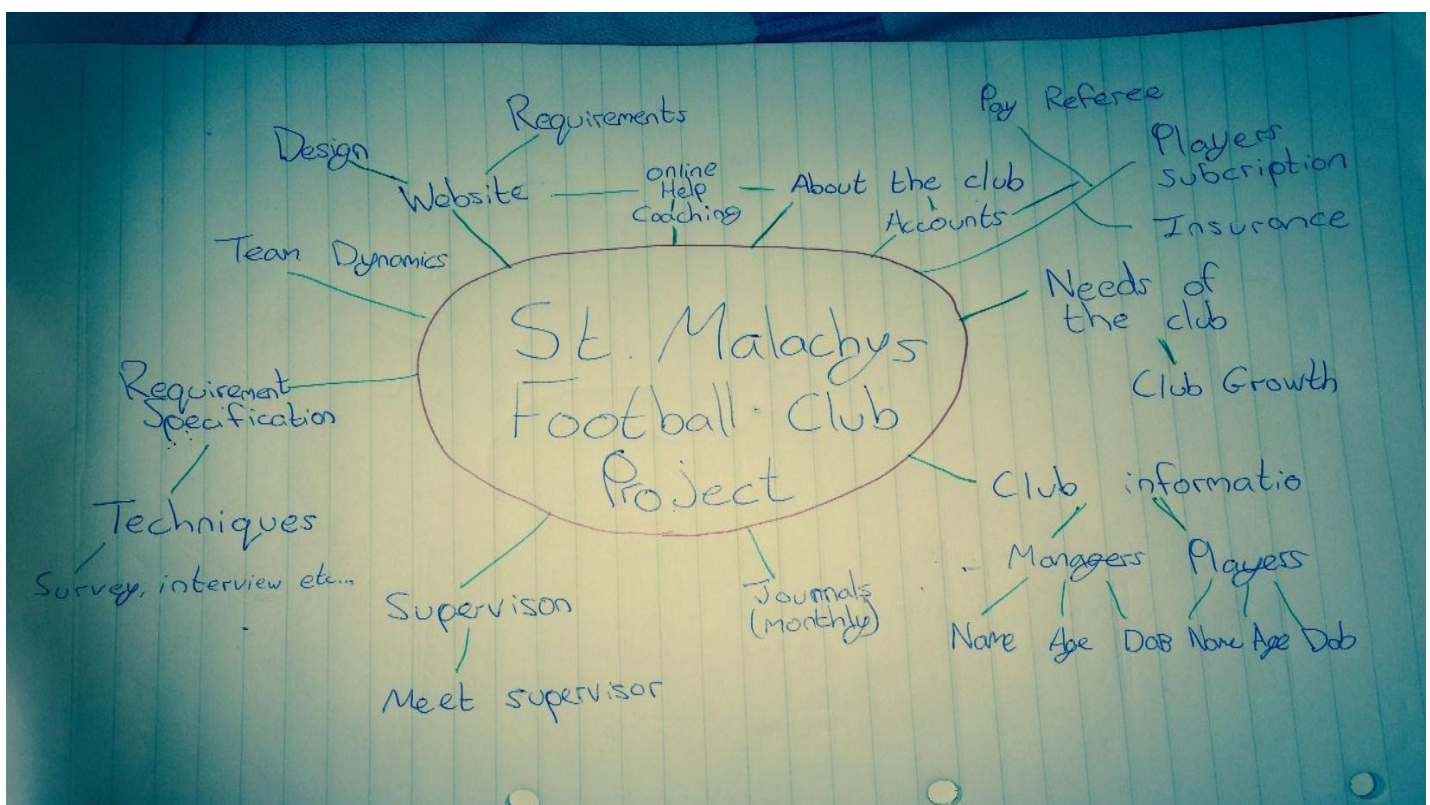 Pay Referee
Requirements
Design
Players
subcription
Website
online
Help
Coaching
About the club
Accounts
Insurance
Team Dynamics
Needs of
the club
Club Growth
St. Malachys
Football Club
Project
Requirement
Specification
Techniques
Survey, interview etc...
Club informatio
Managers
Players
Name Age DOB Name Age Dob
Supervison
Meet supervisor
Journals
(monthly)